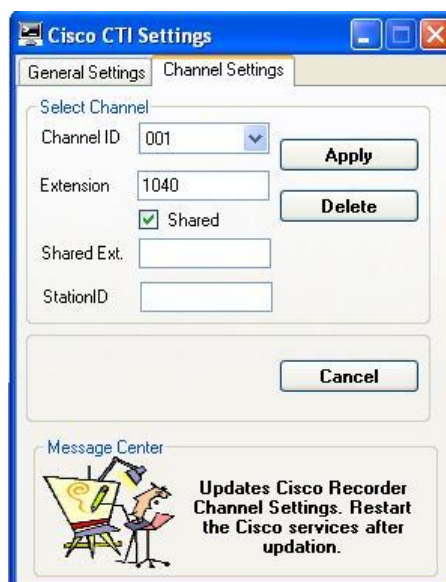 Cisco CTI Settings
General Settings
Channel Settings
Select Channel
Channel ID
001
Apply
Extension
1040
Delete
Shared
Shared Ext.
StationID
Cancel
Message Center
Updates Cisco Recorder
Channel Settings. Restart
the Cisco services after
updation.